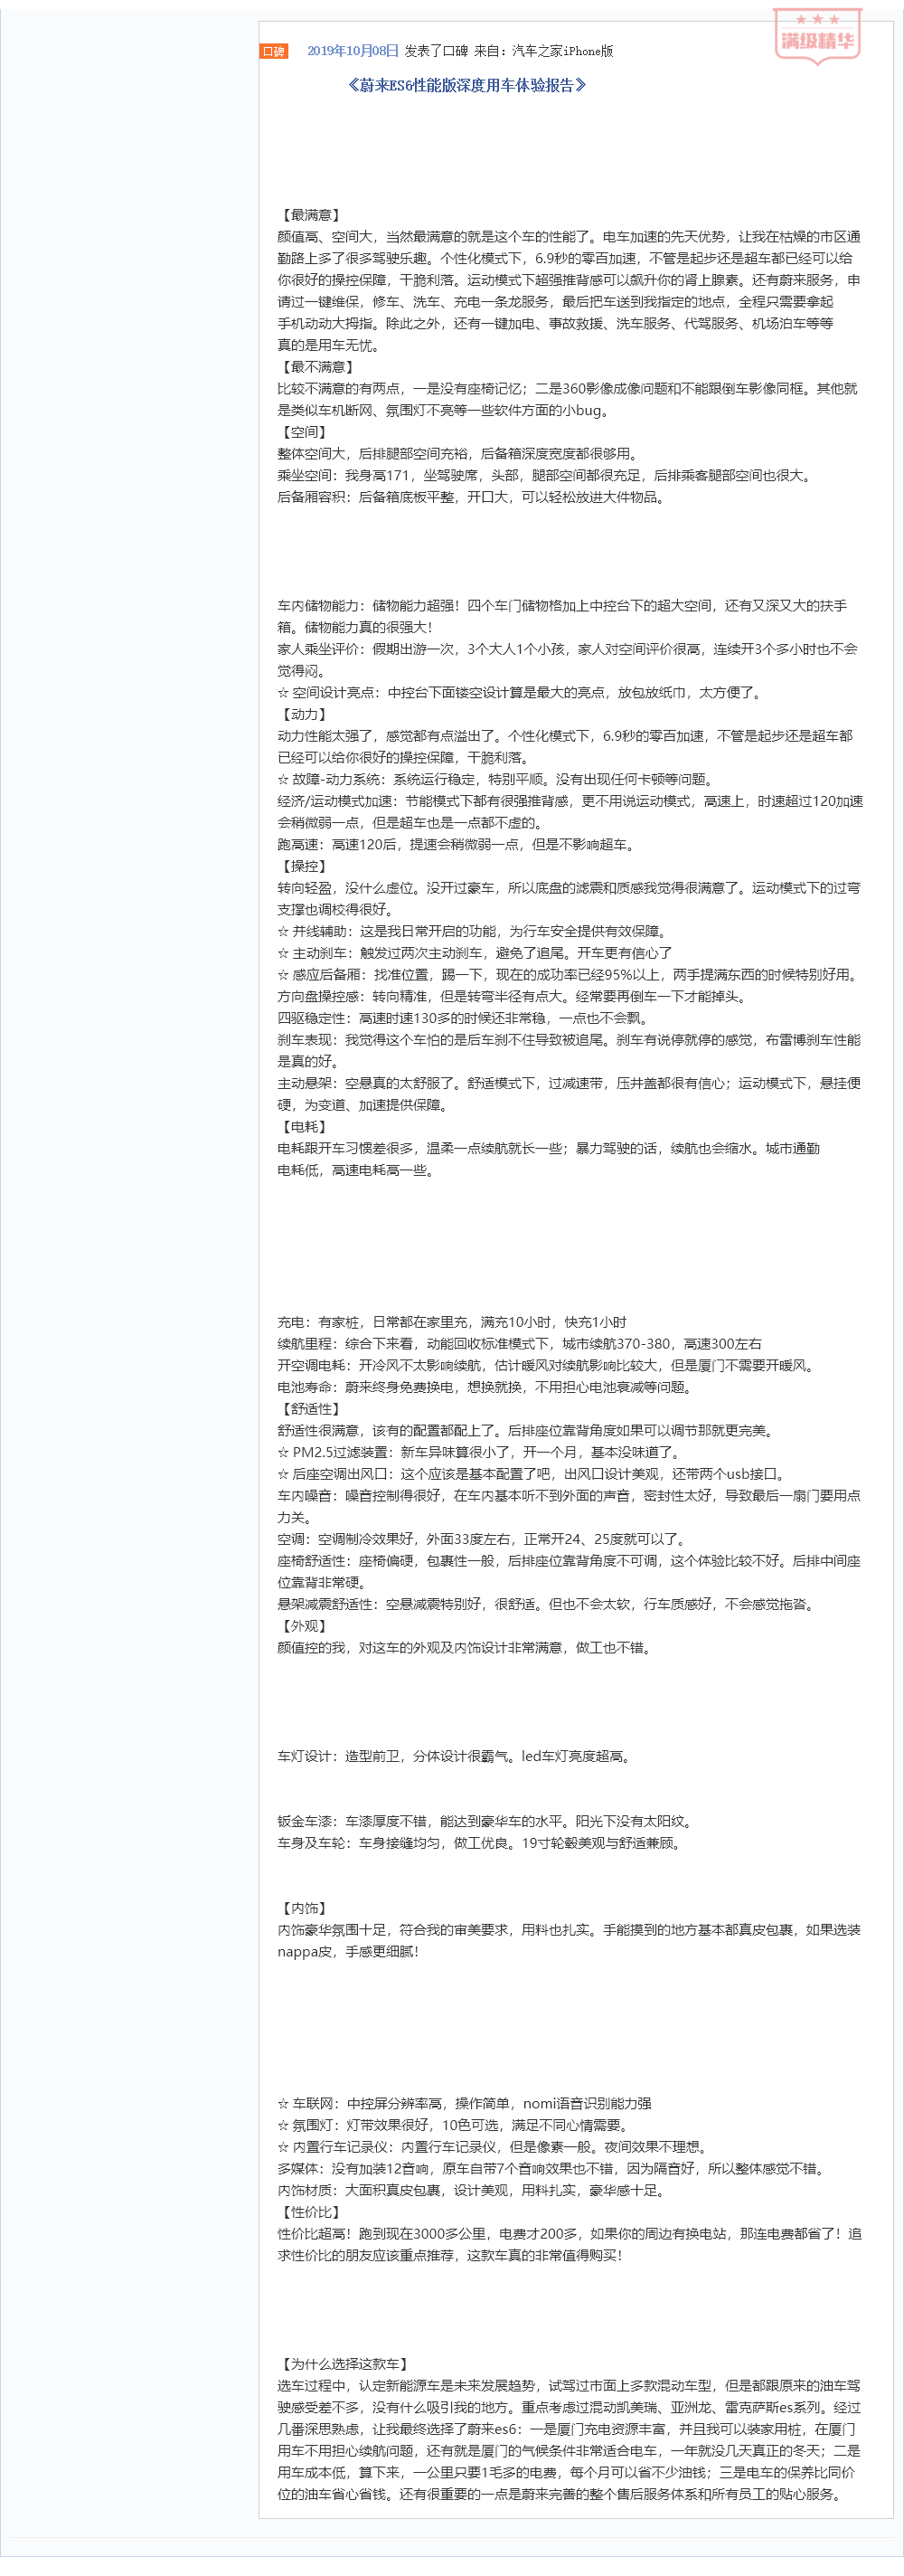 满级精华
口碑 2019年10月08日 发表了口碑 来自：汽车之家iPhone版
《蔚来ES6性能版深度用车体验报告》
【最满意】
颜值高、空间大，当然最满意的就是这个车的性能了。电车加速的先天优势，让我在枯燥的市区通
勤路上多了很多驾驶乐趣。个性化模式下，6.9秒的零百加速，不管是起步还是超车都已经可以给
你很好的操控保障，干脆利落。运动模式下超强推背感可以飙升你的肾上腺素。还有蔚来服务，申
请过一键维保，修车、洗车、充电一条龙服务，最后把车送到我指定的地点，全程只需要拿起
手机动动大拇指。除此之外，还有一键加电、事故救援、洗车服务、代驾服务、机场泊车等等
真的是用车无忧。
【最不满意】
比较不满意的有两点，一是没有座椅记忆；二是360影像成像问题和不能跟倒车影像同框。其他就
是类似车机断网、氛围灯不亮等一些软件方面的小bug。
【空间】
整体空间大，后排腿部空间充裕，后备箱深度宽度都很够用。
乘坐空间：我身高171，坐驾驶席，头部，腿部空间都很充足，后排乘客腿部空间也很大。
后备厢容积：后备箱底板平整，开口大，可以轻松放进大件物品。
车内储物能力：储物能力超强！四个车门储物格加上中控台下的超大空间，还有又深又大的扶手
箱。储物能力真的很强大！
家人乘坐评价：假期出游一次，3个大人1个小孩，家人对空间评价很高，连续开3个多小时也不会
觉得闷。
☆ 空间设计亮点：中控台下面镂空设计算是最大的亮点，放包放纸巾，太方便了。
【动力】
动力性能太强了，感觉都有点溢出了。个性化模式下，6.9秒的零百加速，不管是起步还是超车都
已经可以给你很好的操控保障，干脆利落。
☆ 故障-动力系统：系统运行稳定，特别平顺。没有出现任何卡顿等问题。
经济/运动模式加速：节能模式下都有很强推背感，更不用说运动模式，高速上，时速超过120加速
会稍微弱一点，但是超车也是一点都不虚的。
跑高速：高速120后，提速会稍微弱一点，但是不影响超车。
【操控】
转向轻盈，没什么虚位。没开过豪车，所以底盘的滤震和质感我觉得很满意了。运动模式下的过弯
支撑也调校得很好。
☆ 并线辅助：这是我日常开启的功能，为行车安全提供有效保障。
☆ 主动刹车：触发过两次主动刹车，避免了追尾。开车更有信心了
☆ 感应后备厢：找准位置，踢一下，现在的成功率已经95%以上，两手提满东西的时候特别好用。
方向盘操控感：转向精准，但是转弯半径有点大。经常要再倒车一下才能掉头。
四驱稳定性：高速时速130多的时候还非常稳，一点也不会飘。
刹车表现：我觉得这个车怕的是后车刹不住导致被追尾。刹车有说停就停的感觉，布雷博刹车性能
是真的好。
主动悬架：空悬真的太舒服了。舒适模式下，过减速带，压井盖都很有信心；运动模式下，悬挂便
硬，为变道、加速提供保障。
【电耗】
电耗跟开车习惯差很多，温柔一点续航就长一些；暴力驾驶的话，续航也会缩水。城市通勤
电耗低，高速电耗高一些。
充电：有家桩，日常都在家里充，满充10小时，快充1小时
续航里程：综合下来看，动能回收标准模式下，城市续航370-380，高速300左右
开空调电耗：开冷风不太影响续航，估计暖风对续航影响比较大，但是厦门不需要开暖风。
电池寿命：蔚来终身免费换电，想换就换，不用担心电池衰减等问题。
【舒适性】
舒适性很满意，该有的配置都配上了。后排座位靠背角度如果可以调节那就更完美。
☆ PM2.5过滤装置：新车异味算很小了，开一个月，基本没味道了。
☆ 后座空调出风口：这个应该是基本配置了吧，出风口设计美观，还带两个usb接口。
车内噪音：噪音控制得很好，在车内基本听不到外面的声音，密封性太好，导致最后一扇门要用点
力关。
空调：空调制冷效果好，外面33度左右，正常开24、25度就可以了。
座椅舒适性：座椅偏硬，包裹性一般，后排座位靠背角度不可调，这个体验比较不好。后排中间座
位靠背非常硬。
悬架减震舒适性：空悬减震特别好，很舒适。但也不会太软，行车质感好，不会感觉拖沓。
【外观】
颜值控的我，对这车的外观及内饰设计非常满意，做工也不错。
车灯设计：造型前卫，分体设计很霸气。led车灯亮度超高。
钣金车漆：车漆厚度不错，能达到豪华车的水平。阳光下没有太阳纹。
车身及车轮：车身接缝均匀，做工优良。19寸轮毂美观与舒适兼顾。
【内饰】
内饰豪华氛围十足，符合我的审美要求，用料也扎实。手能摸到的地方基本都真皮包裹，如果选装
nappa皮，手感更细腻！
☆ 车联网：中控屏分辨率高，操作简单，nomi语音识别能力强
☆ 氛围灯：灯带效果很好，10色可选，满足不同心情需要。
☆ 内置行车记录仪：内置行车记录仪，但是像素一般。夜间效果不理想。
多媒体：没有加装12音响，原车自带7个音响效果也不错，因为隔音好，所以整体感觉不错。
内饰材质：大面积真皮包裹，设计美观，用料扎实，豪华感十足。
【性价比】
性价比超高！跑到现在3000多公里，电费才200多，如果你的周边有换电站，那连电费都省了！追
求性价比的朋友应该重点推荐，这款车真的非常值得购买！
【为什么选择这款车】
选车过程中，认定新能源车是未来发展趋势，试驾过市面上多款混动车型，但是都跟原来的油车驾
驶感受差不多，没有什么吸引我的地方。重点考虑过混动凯美瑞、亚洲龙、雷克萨斯es系列。经过
几番深思熟虑，让我最终选择了蔚来es6：一是厦门充电资源丰富，并且我可以装家用桩，在厦门
用车不用担心续航问题，还有就是厦门的气候条件非常适合电车，一年就没几天真正的冬天；二是
用车成本低，算下来，一公里只要1毛多的电费，每个月可以省不少油钱；三是电车的保养比同价
位的油车省心省钱。还有很重要的一点是蔚来完善的整个售后服务体系和所有员工的贴心服务。